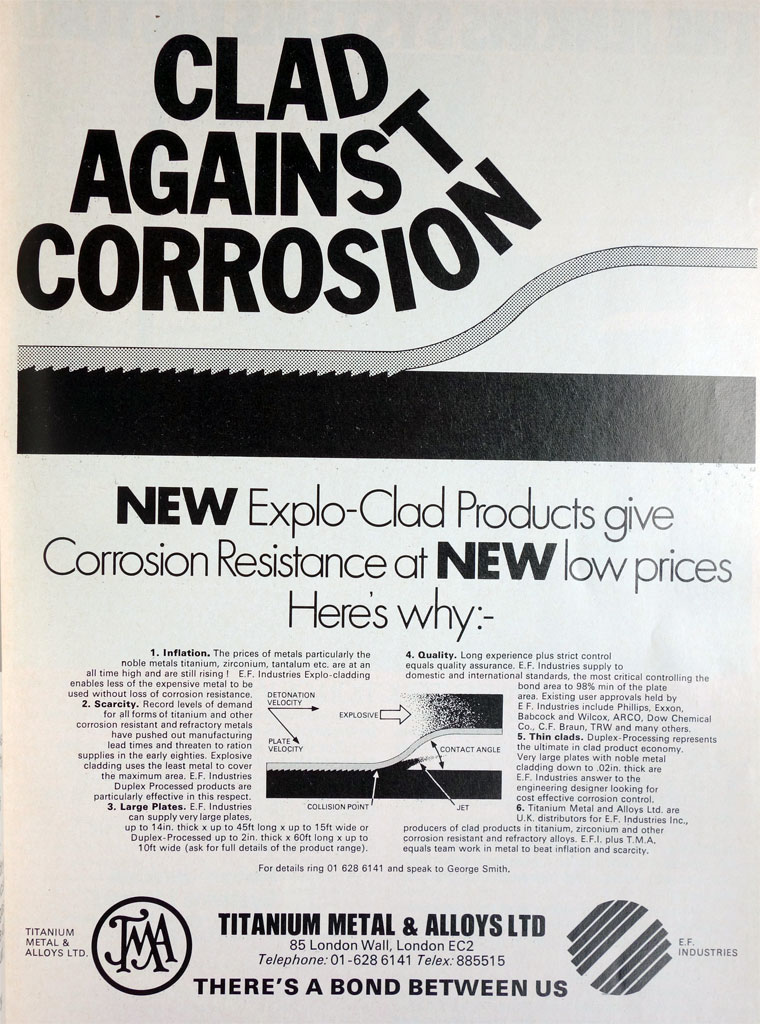 CLAD
AGAINST
CORROSION
NEW Explo-Clad Products give
Corrosion Resistance at NEW low prices
Here's why:-
1. Inflation. The prices of metals particularly the
noble metals titanium, zirconium, tantalum etc. are at an
all time high and are still rising ! E.F. Industries Explo-cladding
enables less of the expensive metal to be
used without loss of corrosion resistance.
2. Scarcity. Record levels of demand
for all forms of titanium and other
corrosion resistant and refractory metals
have pushed out manufacturing
lead times and threaten to ration
supplies in the early eighties. Explosive
cladding uses the least metal to cover
the maximum area. E.F. Industries
Duplex Processed products are
particularly effective in this respect.
3. Large Plates. E.F. Industries
can supply very large plates,
up to 14in. thick x up to 45ft long x up to 15ft wide or
Duplex-Processed up to 2in. thick x 60ft long x up to
10ft wide (ask for full details of the product range).
DETONATION
VELOCITY
EXPLOSIVE
PLATE
VELOCITY
CONTACT ANGLE
COLLISION POINT
JET
4. Quality. Long experience plus strict control
equals quality assurance. E.F. Industries supply to
domestic and international standards, the most critical controlling the
bond area to 98% min of the plate
area. Existing user approvals held by
E F. Industries include Phillips, Exxon,
Babcock and Wilcox, ARCO, Dow Chemical
Co., C.F. Braun, TRW and many others.
5. Thin clads. Duplex-Processing represents
the ultimate in clad product economy.
Very large plates with noble metal
cladding down to .02in. thick are
E.F. Industries answer to the
engineering designer looking for
cost effective corrosion control.
6. Titanium Metal and Alloys Ltd. are
U.K. distributors for E.F. Industries Inc.,
producers of clad products in titanium, zirconium and other
corrosion resistant and refractory alloys. E.F.I. plus T.M.A.
equals team work in metal to beat inflation and scarcity.
For details ring 01 628 6141 and speak to George Smith.
TITANIUM
METAL &
ALLOYS LTD.
TMA
TITANIUM METAL & ALLOYS LTD
85 London Wall, London EC2
Telephone: 01-628 6141 Telex: 885515
THERE'S A BOND BETWEEN US
E.F.
INDUSTRIES